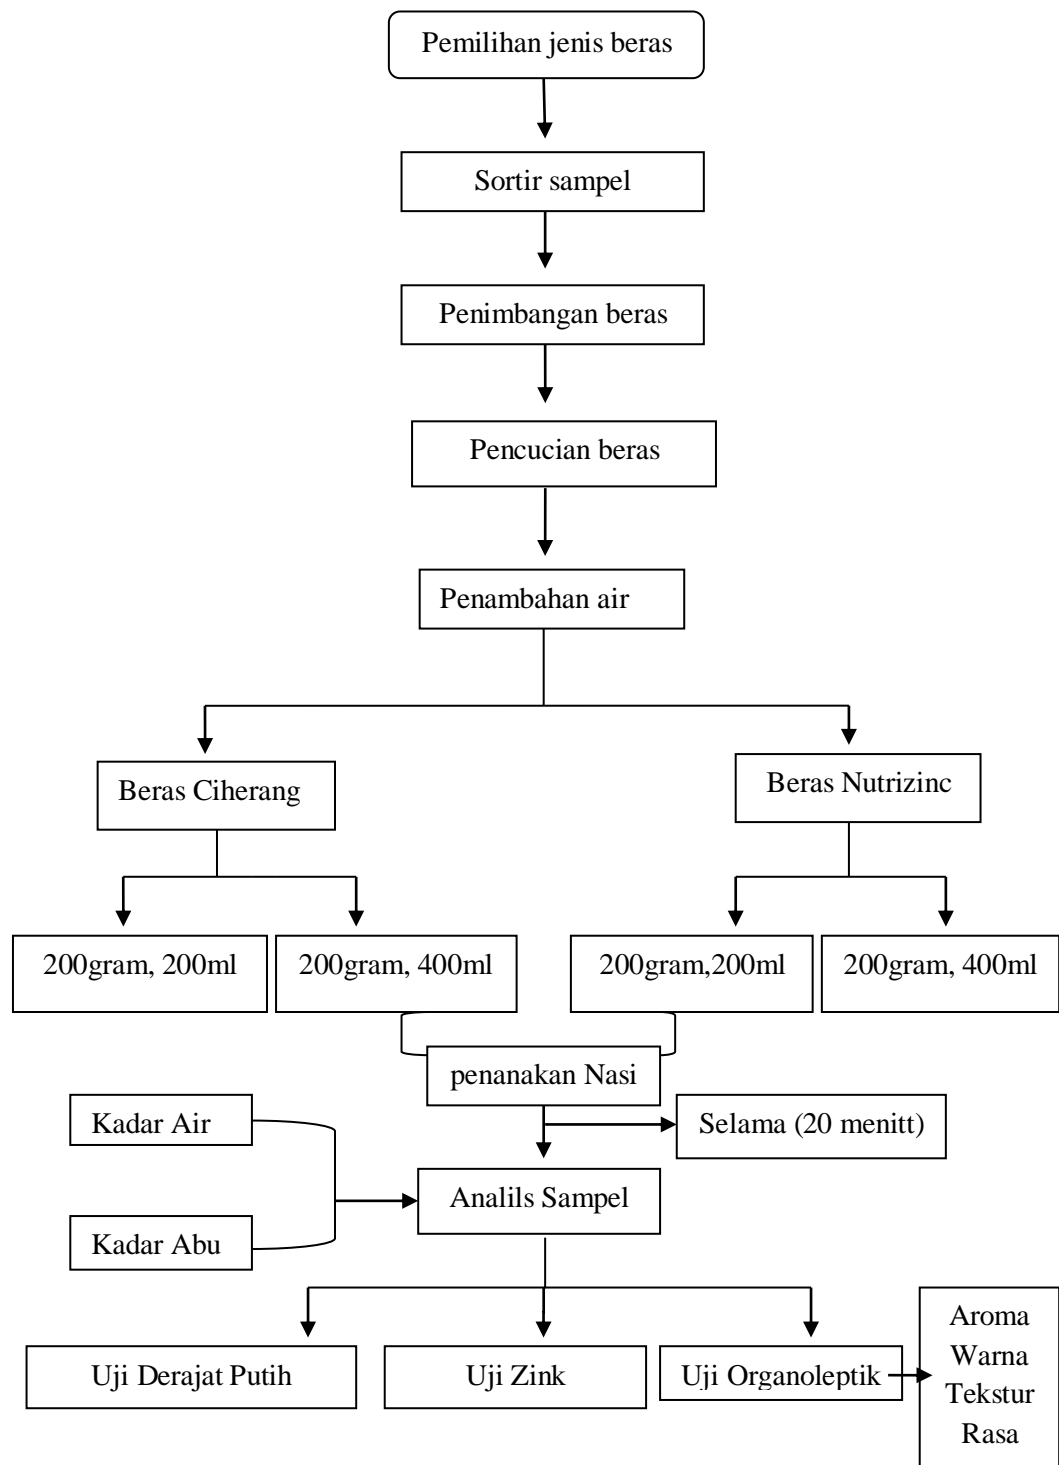 Pemilihan jenis beras
Sortir sampel
Penimbangan beras
Pencucian beras
Penambahan air
Beras Ciherang
Beras Nutrizinc
200gram, 200ml
200gram, 400ml
200gram,200ml
200gram, 400ml
penanakan Nasi
Kadar Air
Selama (20 menitt)
Analils Sampel
Kadar Abu
Uji Derajat Putih
Uji Zink
Uji Organoleptik
Aroma
Warna
Tekstur
Rasa